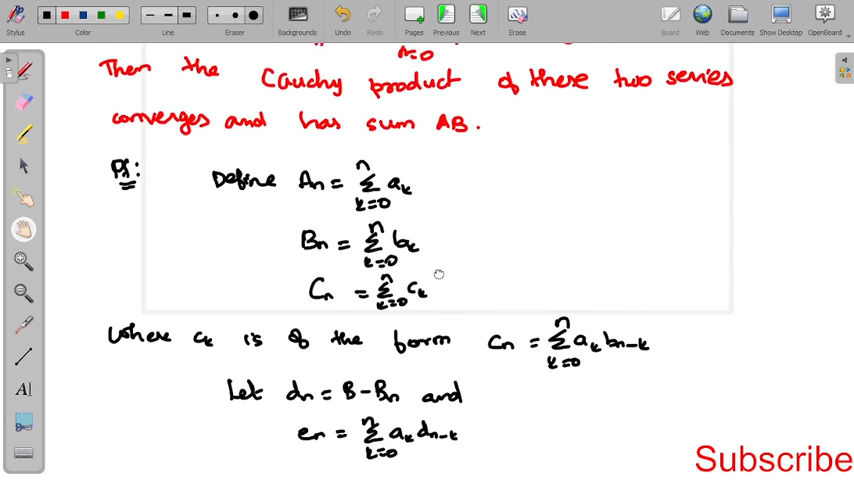 Stylus Color Line Eraser Backgrounds Undo Redo Pages Previous Next Erase Board Web Documents Show Desktop OpenBoard
n=0
Then the Cauchy product of these two series
converges and has sum AB.
Pf: Define An = n Σ k=0 ak
Bn = n Σ k=0 bk
Cn = n Σ k=0 ck
where ck is of the form cn = n Σ k=0 ak bn-k
Let dn = B - Bn and
en = n Σ k=0 ak dn-k
Subscribe